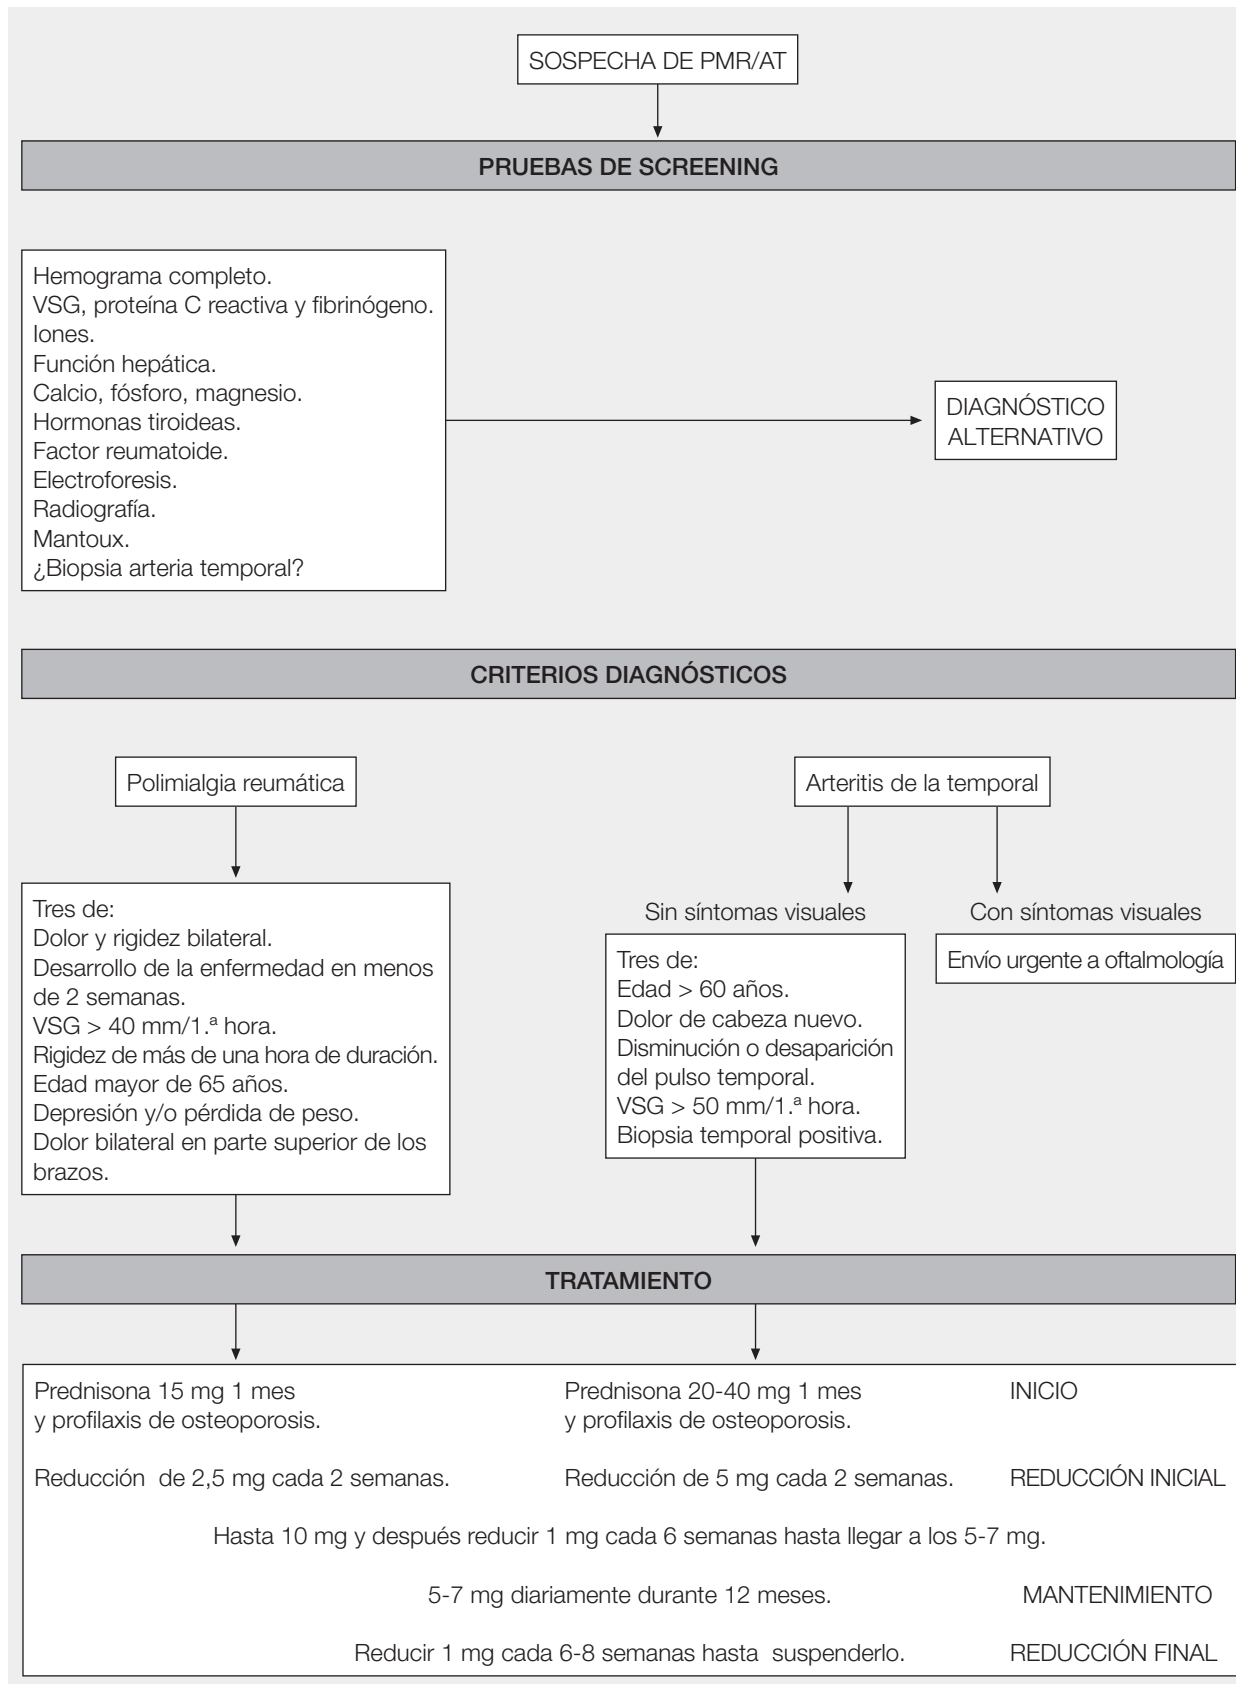 SOSPECHA DE PMR/AT
PRUEBAS DE SCREENING
Hemograma completo.
VSG, proteína C reactiva y fibrinógeno.
Iones.
Función hepática.
Calcio, fósforo, magnesio.
Hormonas tiroideas.
Factor reumatoide.
Electroforesis.
Radiografía.
Mantoux.
¿Biopsia arteria temporal?
DIAGNÓSTICO
ALTERNATIVO
CRITERIOS DIAGNÓSTICOS
Polimialgia reumática
Tres de:
Dolor y rigidez bilateral.
Desarrollo de la enfermedad en menos
de 2 semanas.
VSG > 40 mm/1.ª hora.
Rigidez de más de una hora de duración.
Edad mayor de 65 años.
Depresión y/o pérdida de peso.
Dolor bilateral en parte superior de los
brazos.
Arteritis de la temporal
Sin síntomas visuales
Tres de:
Edad > 60 años.
Dolor de cabeza nuevo.
Disminución o desaparición
del pulso temporal.
VSG > 50 mm/1.ª hora.
Biopsia temporal positiva.
Con síntomas visuales
Envío urgente a oftalmología
TRATAMIENTO
Prednisona 15 mg 1 mes
y profilaxis de osteoporosis.
Prednisona 20-40 mg 1 mes
y profilaxis de osteoporosis.
INICIO
Reducción de 2,5 mg cada 2 semanas.
Reducción de 5 mg cada 2 semanas.
REDUCCIÓN INICIAL
Hasta 10 mg y después reducir 1 mg cada 6 semanas hasta llegar a los 5-7 mg.
5-7 mg diariamente durante 12 meses.
MANTENIMIENTO
Reducir 1 mg cada 6-8 semanas hasta suspenderlo.
REDUCCIÓN FINAL